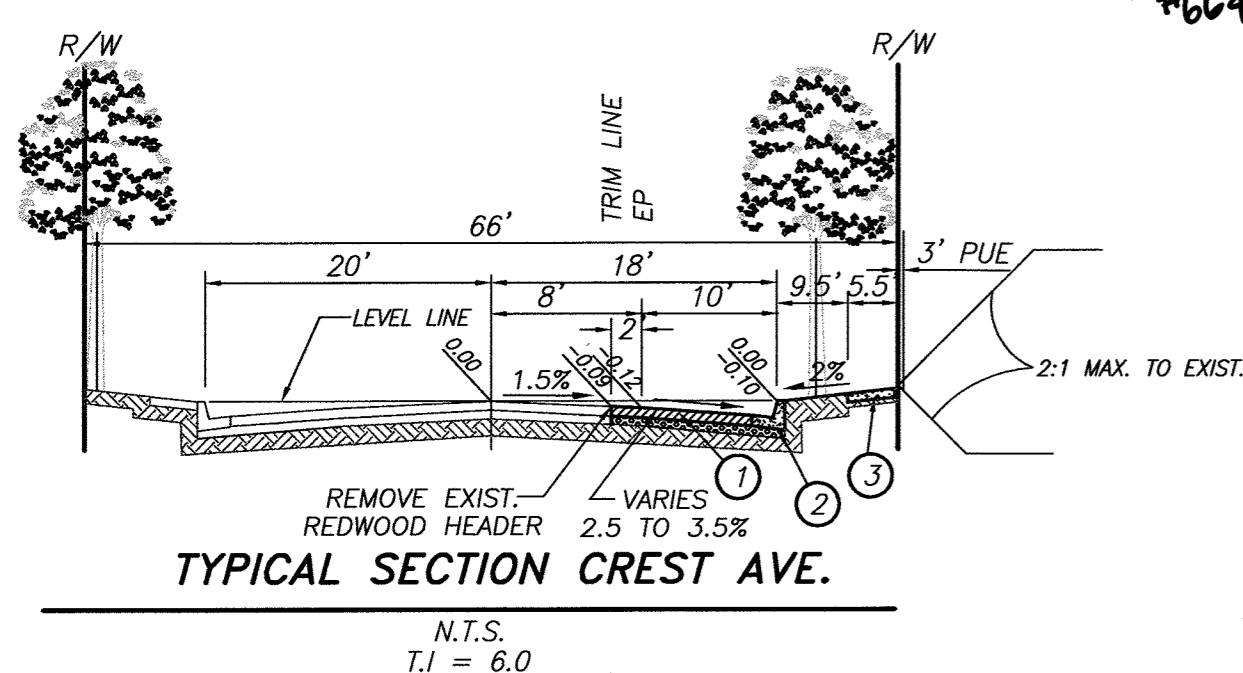 #664
R/W
R/W
TRIM LINE
EP
66'
3' PUE
20'
18'
9.5'
5.5'
8'
10'
LEVEL LINE
2'
0.00
-0.09
-0.12
0.00
-0.10
1.5%
2%
2:1 MAX. TO EXIST.
1
2
3
REMOVE EXIST.
REDWOOD HEADER
VARIES
2.5 TO 3.5%
TYPICAL SECTION CREST AVE.
N.T.S.
T.I = 6.0